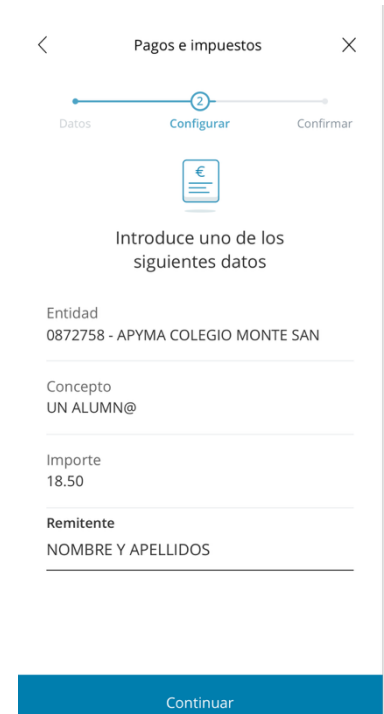 Pagos e impuestos
2
Datos
Configurar
Confirmar
€
Introduce uno de los
siguientes datos
Entidad
0872758 - APYMA COLEGIO MONTE SAN
Concepto
UN ALUMN@
Importe
18.50
Remitente
NOMBRE Y APELLIDOS
Continuar